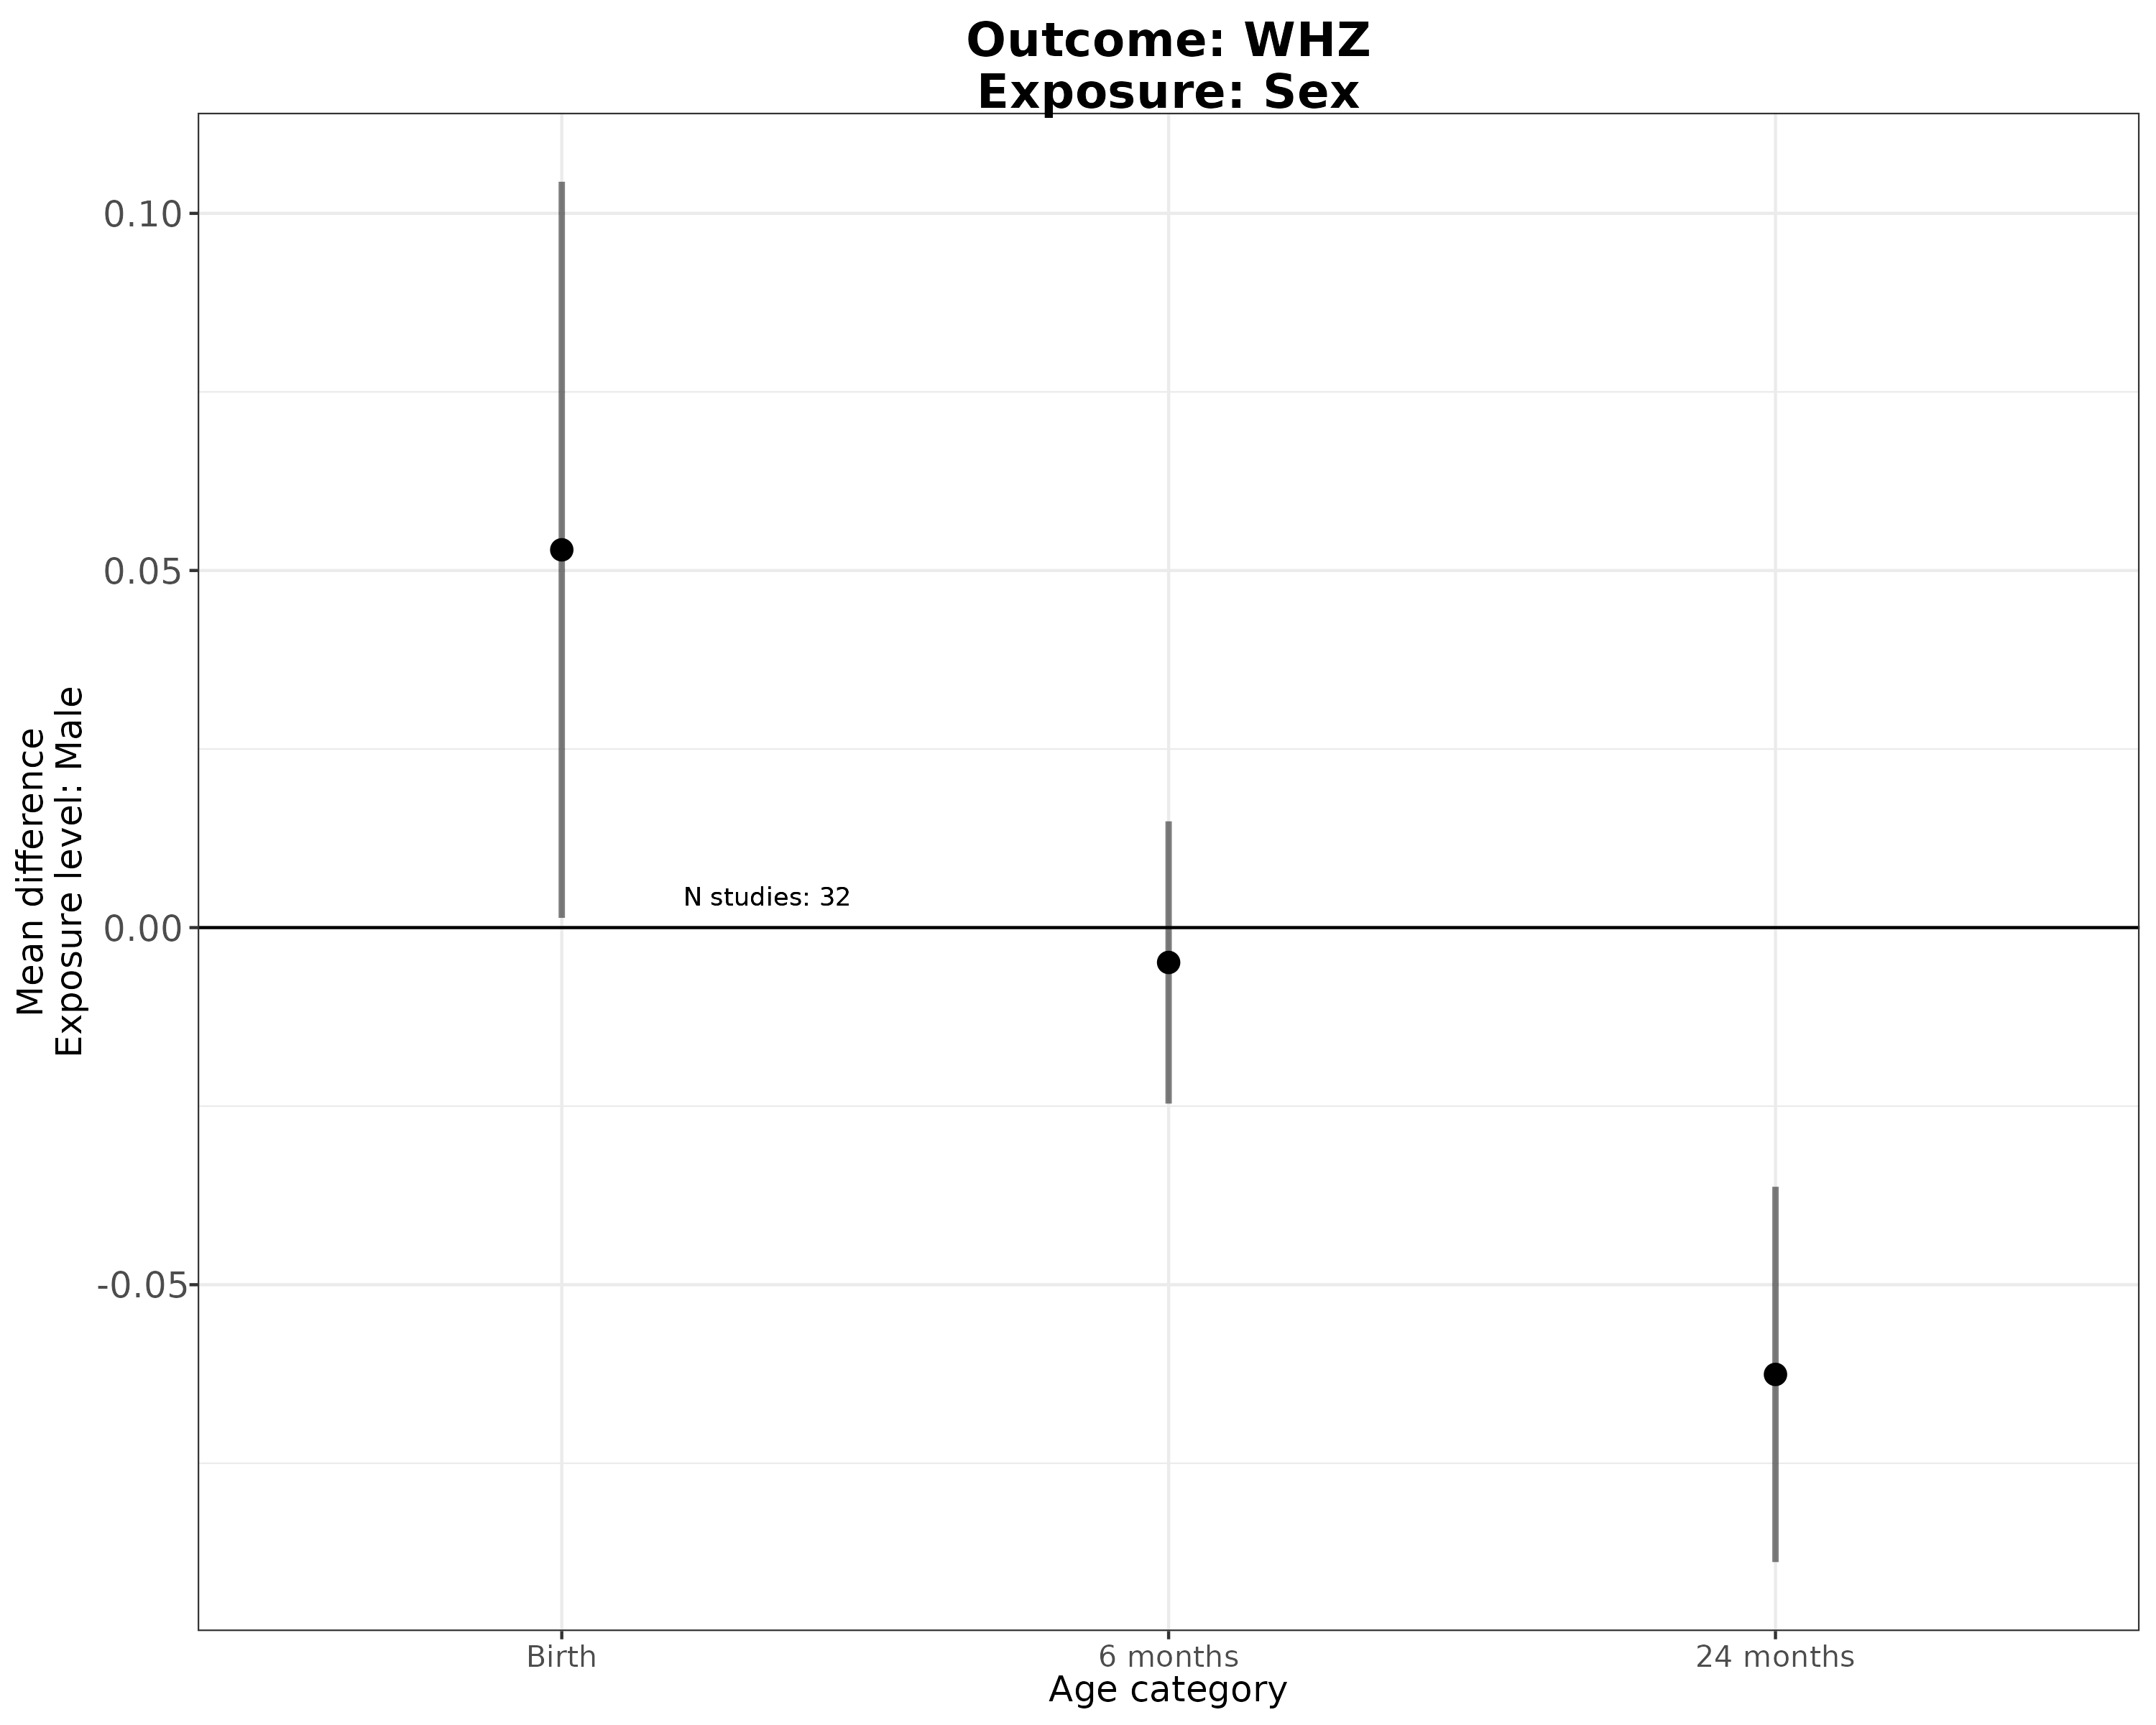 Outcome: WHZ
Exposure: Sex
Mean difference
Exposure level: Male
0.10
0.05
0.00
-0.05
N studies: 32
Birth
6 months
24 months
Age category